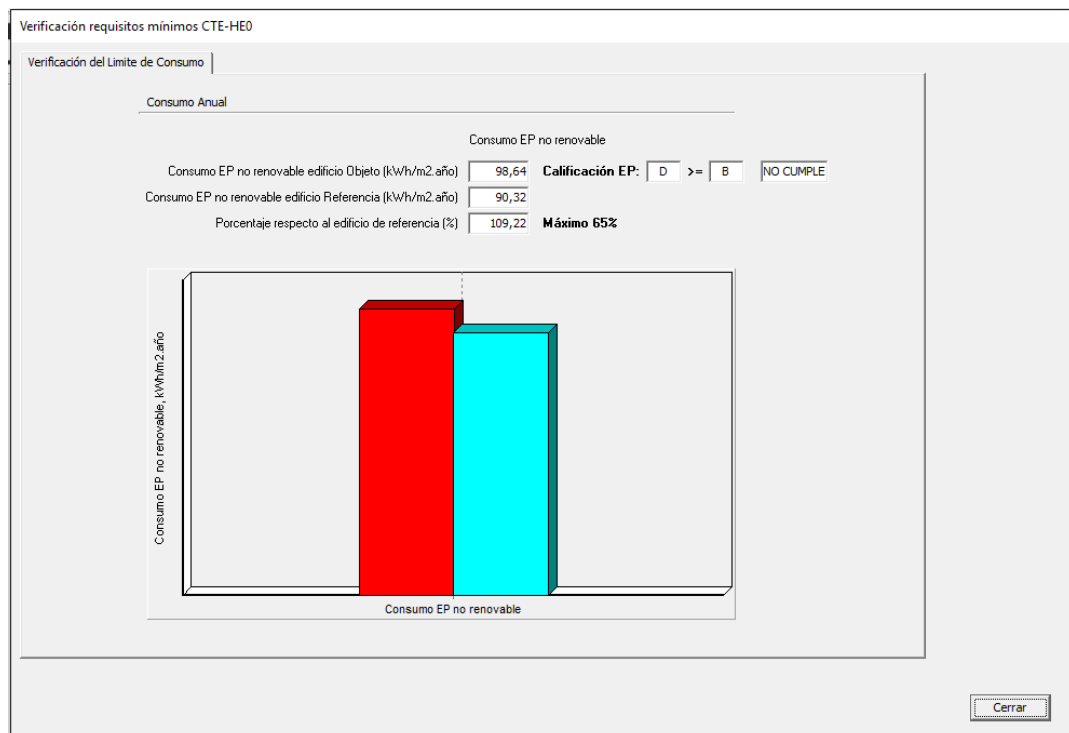 Verificación requisitos mínimos CTE-HE0
Verificación del Limite de Consumo
Consumo Anual
Consumo EP no renovable
Consumo EP no renovable edificio Objeto (kWh/m2.año) 98,64 Calificación EP: D >= B NO CUMPLE
Consumo EP no renovable edificio Referencia (kWh/m2.año) 90,32
Porcentaje respecto al edificio de referencia (%) 109,22 Máximo 65%
Consumo EP no renovable, kWh/m2.año
Consumo EP no renovable
Cerrar